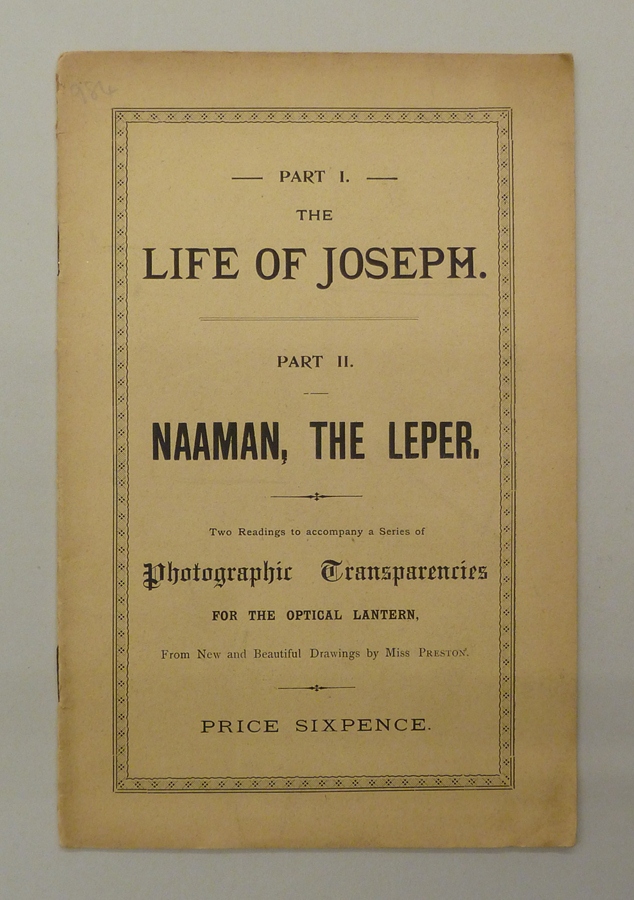 PART I.
THE
LIFE OF JOSEPH.
PART II.
NAAMAN, THE LEPER.
Two Readings to accompany a Series of
Photographic Transparencies
FOR THE OPTICAL LANTERN,
From New and Beautiful Drawings by Miss PRESTON.
PRICE SIXPENCE.